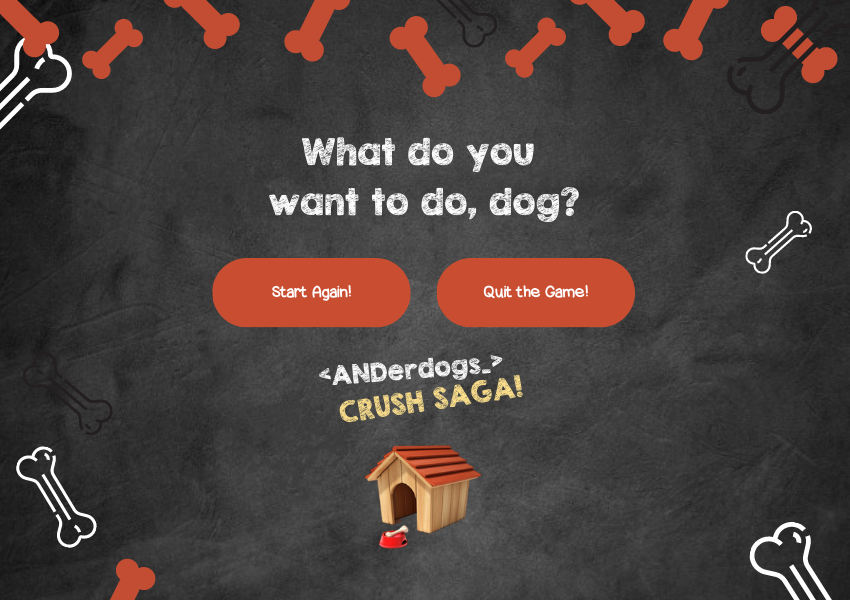 What do you
want to do, dog?
Start Again!
Quit the Game!
<ANDerdogs_>
CRUSH SAGA!